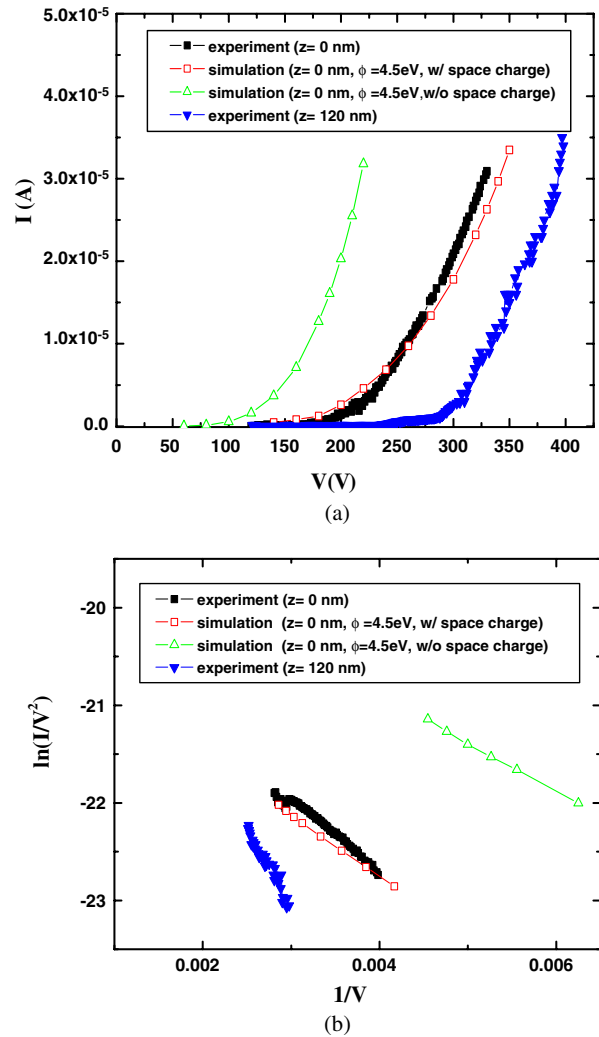 5.0x10⁻⁵
4.0x10⁻⁵
3.0x10⁻⁵
2.0x10⁻⁵
1.0x10⁻⁵
0.0
I (A)
experiment (z= 0 nm)
simulation (z= 0 nm, ϕ =4.5eV, w/ space charge)
simulation (z= 0 nm, ϕ =4.5eV,w/o space charge)
experiment (z= 120 nm)
0 50 100 150 200 250 300 350 400
V(V)
(a)
-20
-21
-22
-23
ln(I/V²)
experiment (z= 0 nm)
simulation (z= 0 nm, ϕ =4.5eV, w/ space charge)
simulation (z= 0 nm, ϕ=4.5eV, w/o space charge)
experiment (z= 120 nm)
0.002 0.004 0.006
1/V
(b)